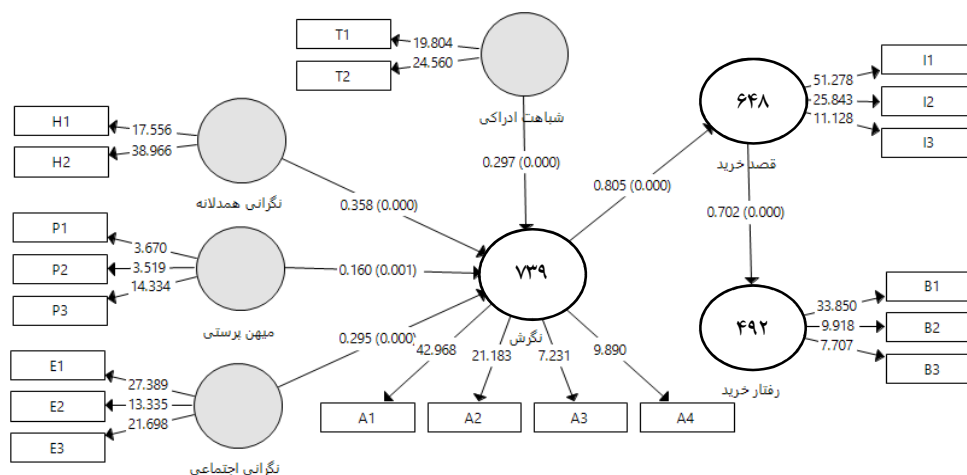 T1
19.804
T2
24.560
شباهت ادراکی
0.297 (0.000)
H1
17.556
H2
38.966
نگرانی همدلانه
0.358 (0.000)
P1
3.670
P2
3.519
P3
14.334
میهن پرستی
0.160 (0.001)
E1
27.389
E2
13.335
E3
21.698
نگرانی اجتماعی
0.295 (0.000)
۷۳۹
نگرش
42.968
21.183
7.231
9.890
A1
A2
A3
A4
0.805 (0.000)
۶۴۸
قصد خرید
51.278
I1
25.843
I2
11.128
I3
0.702 (0.000)
۴۹۲
رفتار خرید
33.850
B1
9.918
B2
7.707
B3